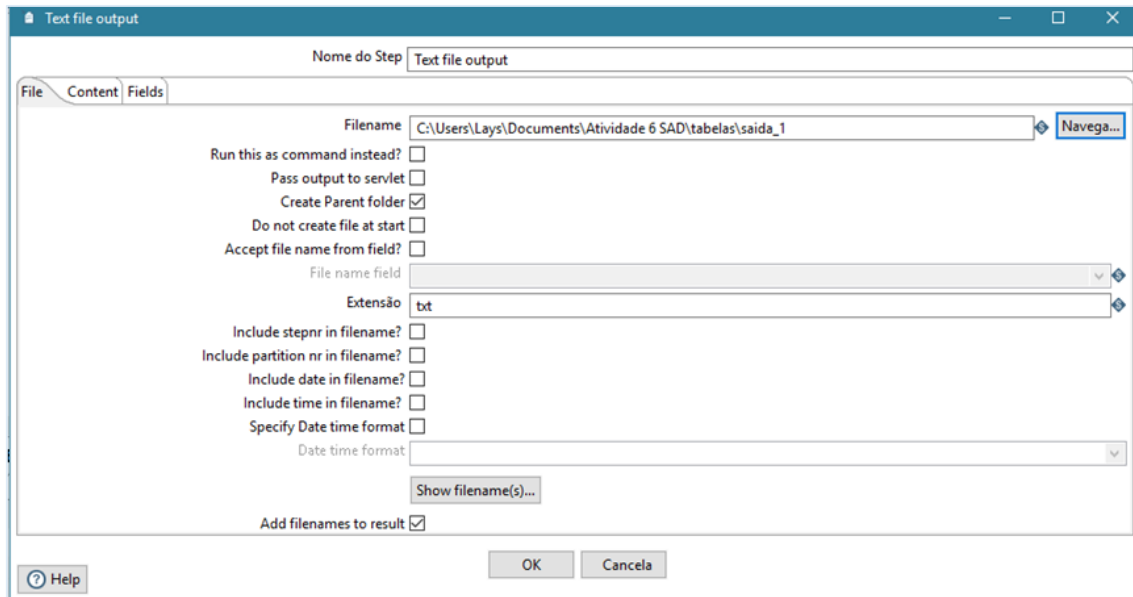 Text file output
Nome do Step Text file output
File Content Fields
Filename C:\Users\Lays\Documents\Atividade 6 SAD\tabelas\saida_1 Navega...
Run this as command instead?
Pass output to servlet
Create Parent folder
Do not create file at start
Accept file name from field?
File name field
Extensão txt
Include stepnr in filename?
Include partition nr in filename?
Include date in filename?
Include time in filename?
Specify Date time format
Date time format
Show filename(s)...
Add filenames to result
OK Cancela
Help